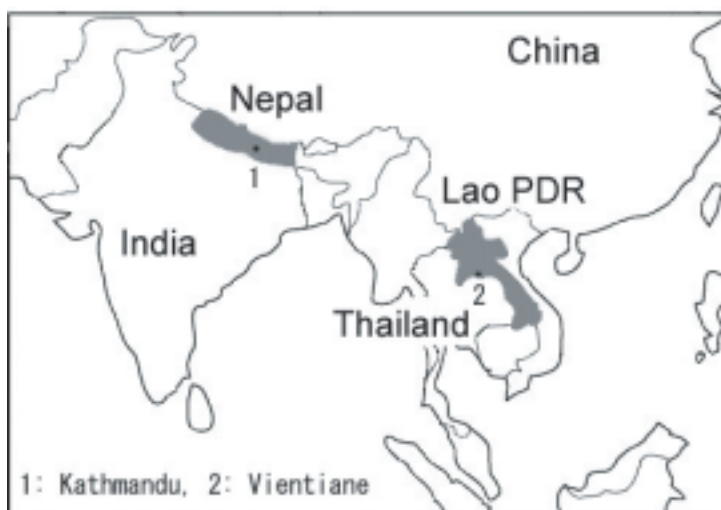 China
Nepal
1
Lao PDR
India
2
Thailand
1: Kathmandu, 2: Vientiane